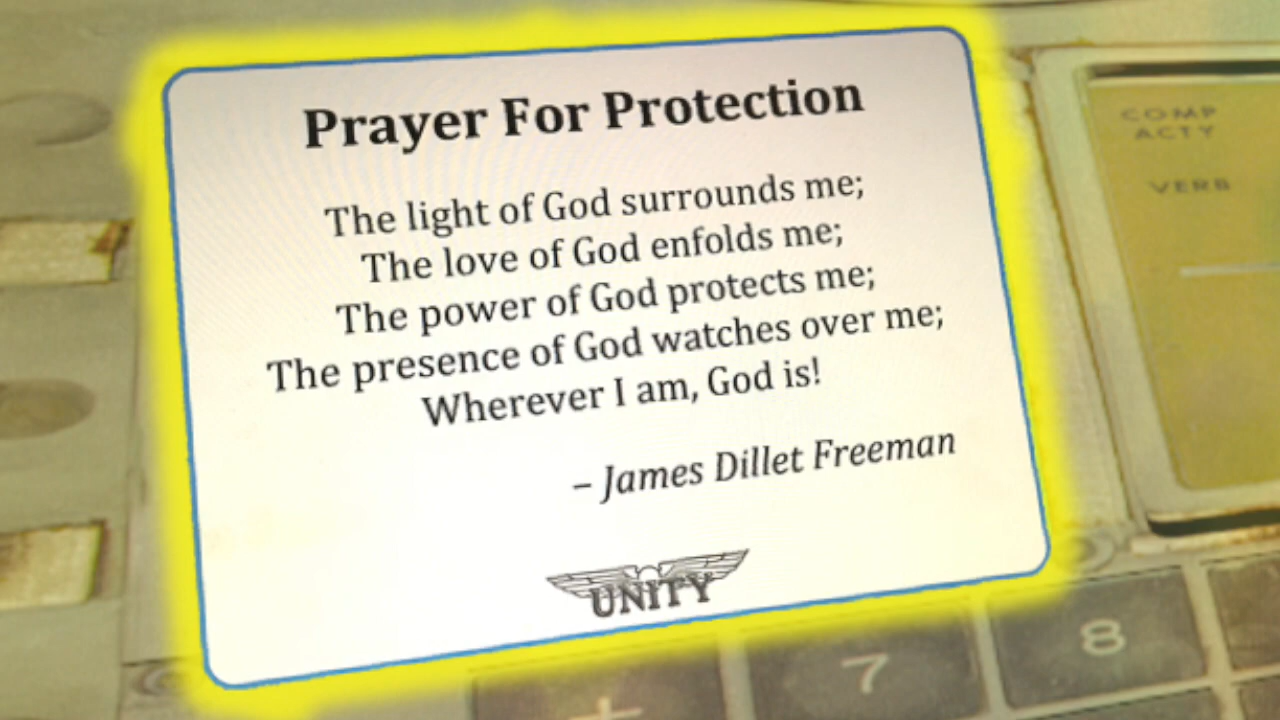 Prayer For Protection
The light of God surrounds me;
The love of God enfolds me;
The power of God protects me;
The presence of God watches over me;
Wherever I am, God is!
– James Dillet Freeman
UNITY
COMP
ACTY
VERB
+
7
8